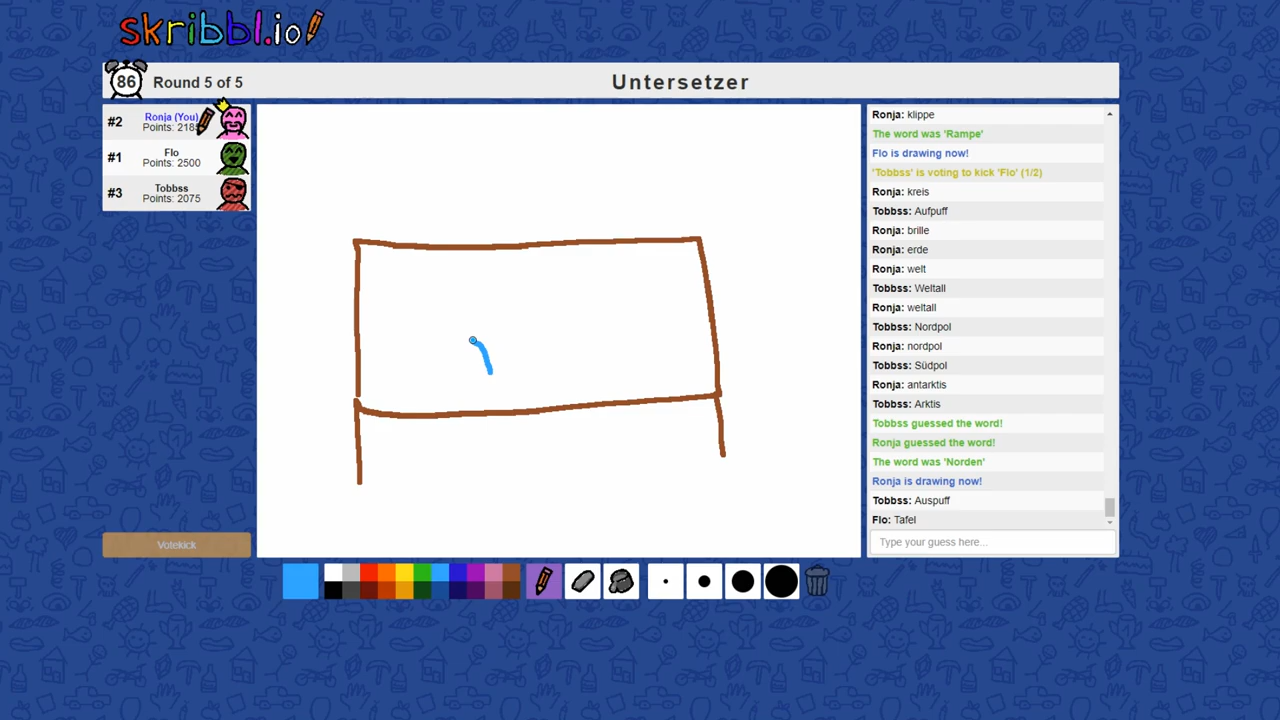 skribbl.io
86
Round 5 of 5
Untersetzer
#2
Ronja (You)
Points: 2185
#1
Flo
Points: 2500
#3
Tobbss
Points: 2075
Votekick
Ronja: klippe
The word was 'Rampe'
Flo is drawing now!
'Tobbss' is voting to kick 'Flo' (1/2)
Ronja: kreis
Tobbss: Aufpuff
Ronja: brille
Ronja: erde
Ronja: welt
Tobbss: Weltall
Ronja: weltall
Tobbss: Nordpol
Ronja: nordpol
Tobbss: Südpol
Ronja: antarktis
Tobbss: Arktis
Tobbss guessed the word!
Ronja guessed the word!
The word was 'Norden'
Ronja is drawing now!
Tobbss: Auspuff
Flo: Tafel
Type your guess here...